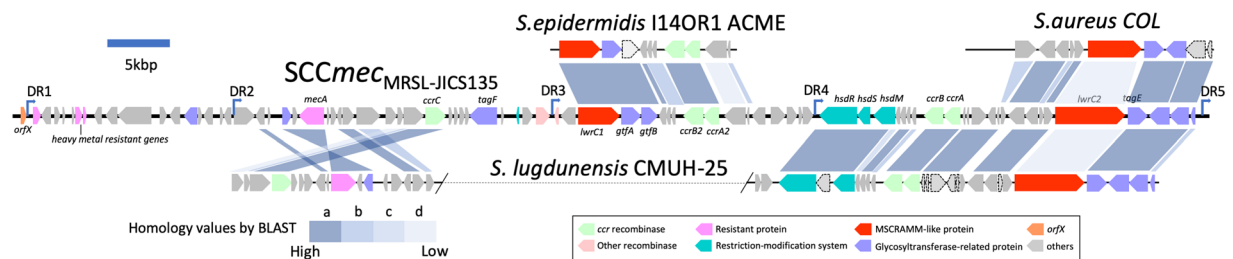 S.epidermidis I14OR1 ACME
S.aureus COL
5kbp
SCCmec MRSL-JICS135
DR1
DR2
mecA
ccrC
tagF
DR3
DR4
hsdR hsdS hsdM
ccrB ccrA
lwrC2
tagE
DR5
orfX
heavy metal resistant genes
lwrC1
gtfA
gtfB
ccrB2 ccrA2
S. lugdunensis CMUH-25
a b c d
Homology values by BLAST
High Low
ccr recombinase Resistant protein MSCRAMM-like protein orfX
Other recombinase Restriction-modification system Glycosyltransferase-related protein others